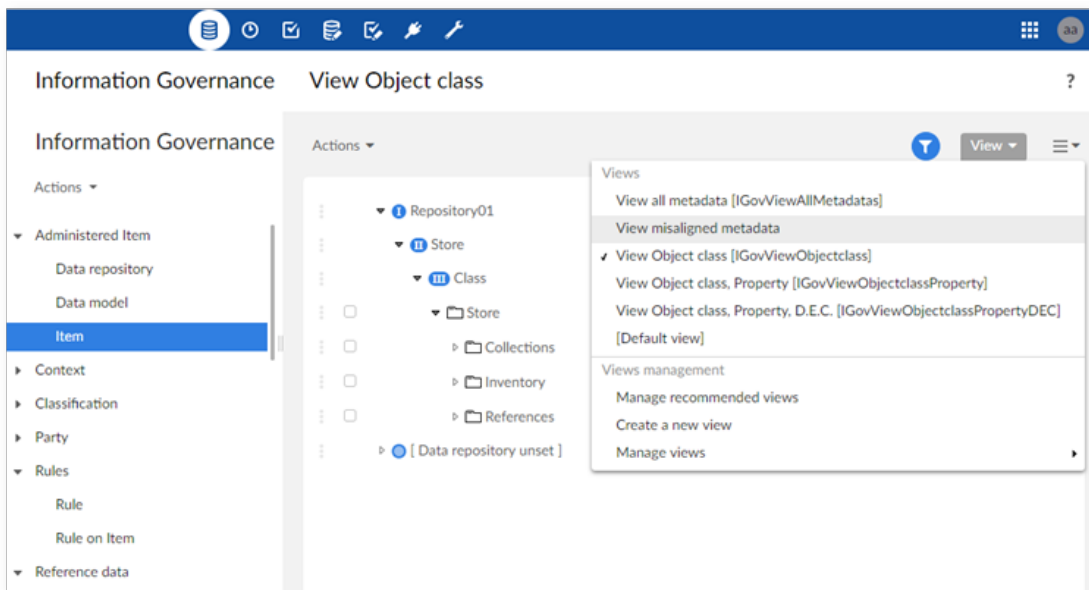 aa
Information Governance
View Object class
?
Information Governance
Actions
Administered Item
Data repository
Data model
Item
Context
Classification
Party
Rules
Rule
Rule on Item
Reference data
Actions
View
I Repository01
II Store
III Class
Store
Collections
Inventory
References
[ Data repository unset ]
Views
View all metadata [IGovViewAllMetadatas]
View misaligned metadata
View Object class [IGovViewObjectclass]
View Object class, Property [IGovViewObjectclassProperty]
View Object class, Property, D.E.C. [IGovViewObjectclassPropertyDEC]
[Default view]
Views management
Manage recommended views
Create a new view
Manage views